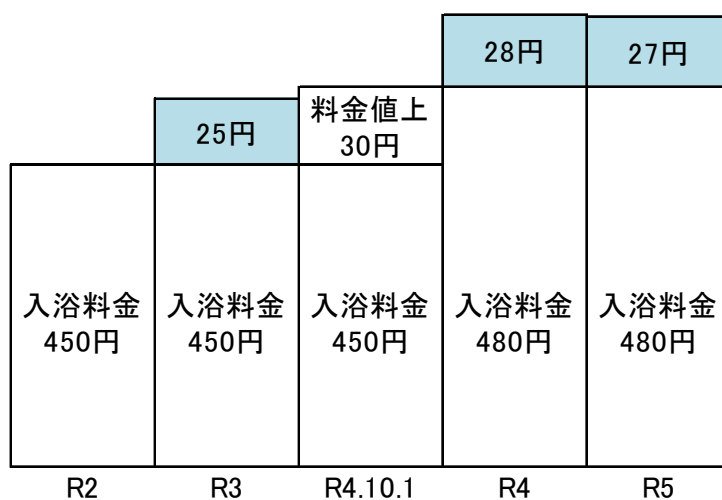 28円
27円
25円
料金値上
30円
入浴料金
450円
入浴料金
450円
入浴料金
450円
入浴料金
480円
入浴料金
480円
R2
R3
R4.10.1
R4
R5